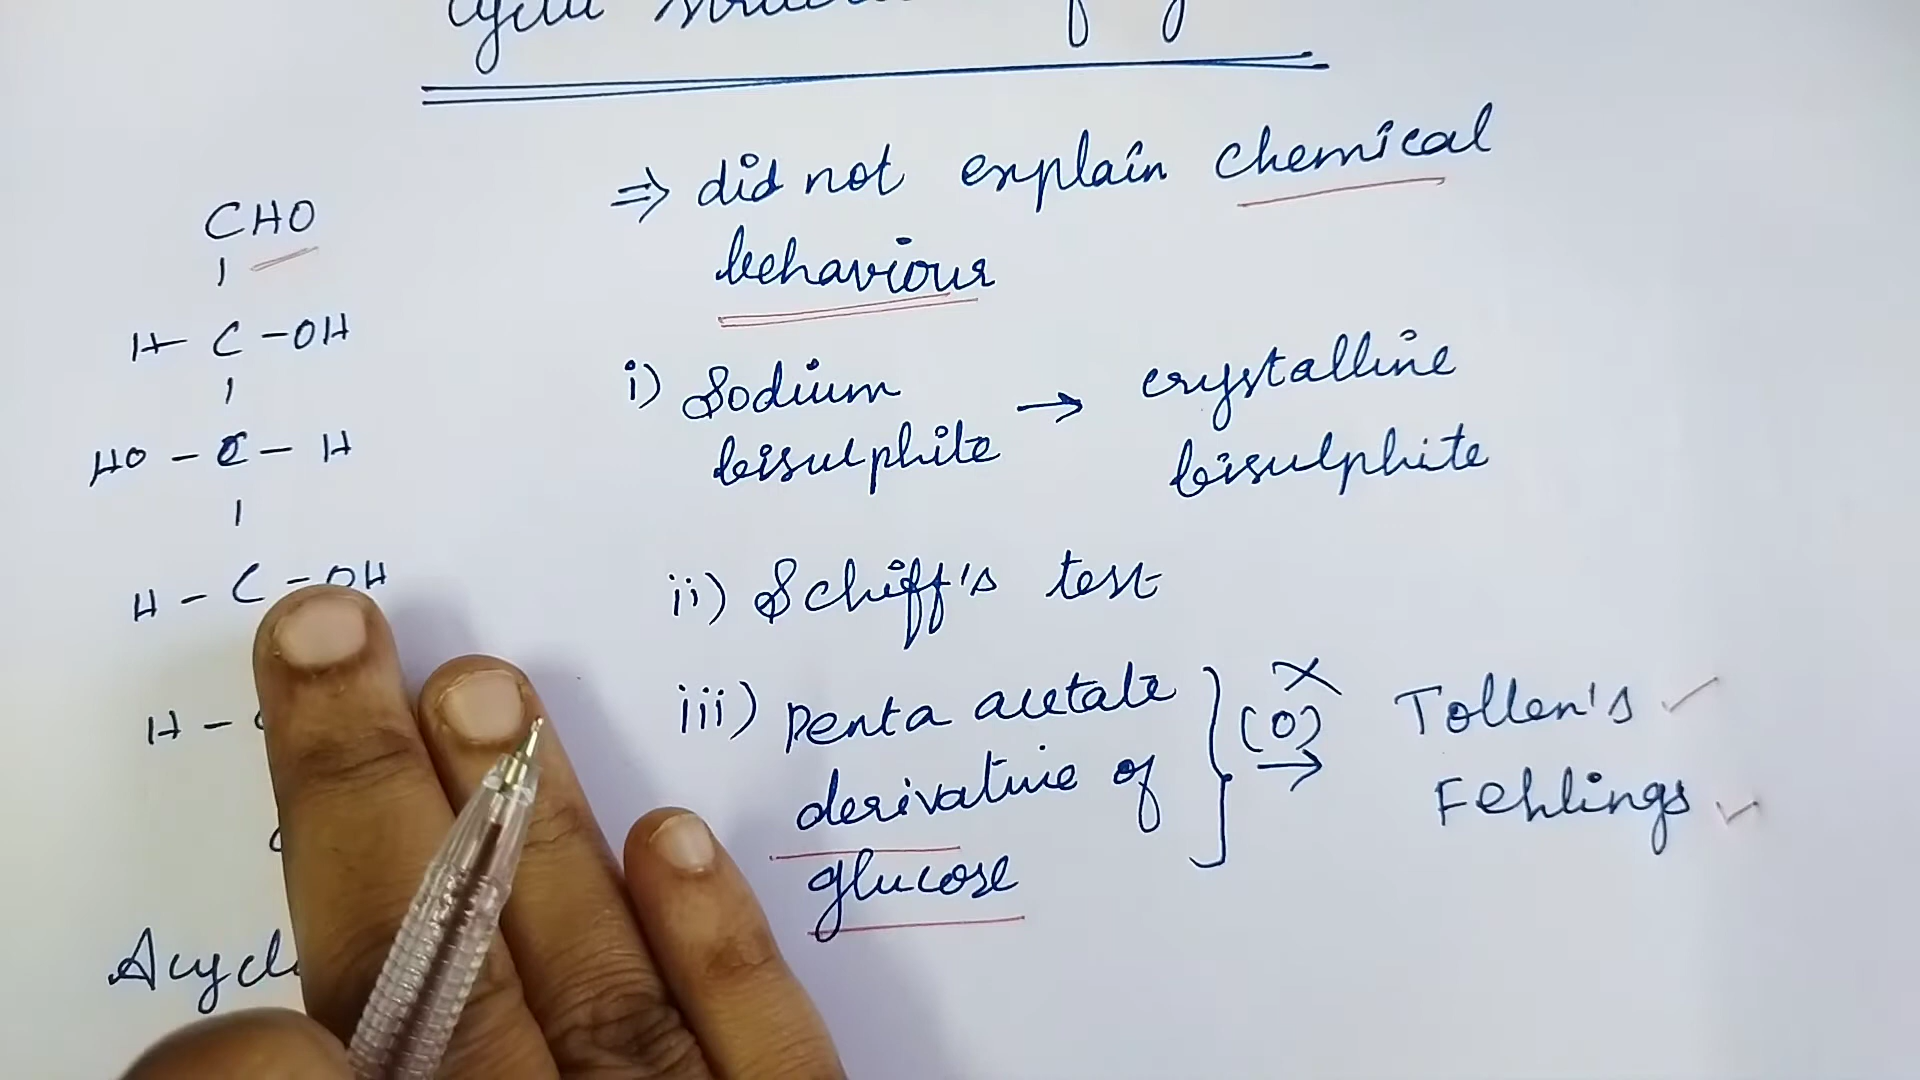 ⇒ did not explain chemical
behaviour
CHO
H - C - OH
HO - C - H
H - C - OH
H -
i) Sodium → crystalline
bisulphite bisulphite
ii) Schiff's test
iii) Penta acetate } X Tollen's ✓
derivative of (O) → Fehlings ✓
glucose